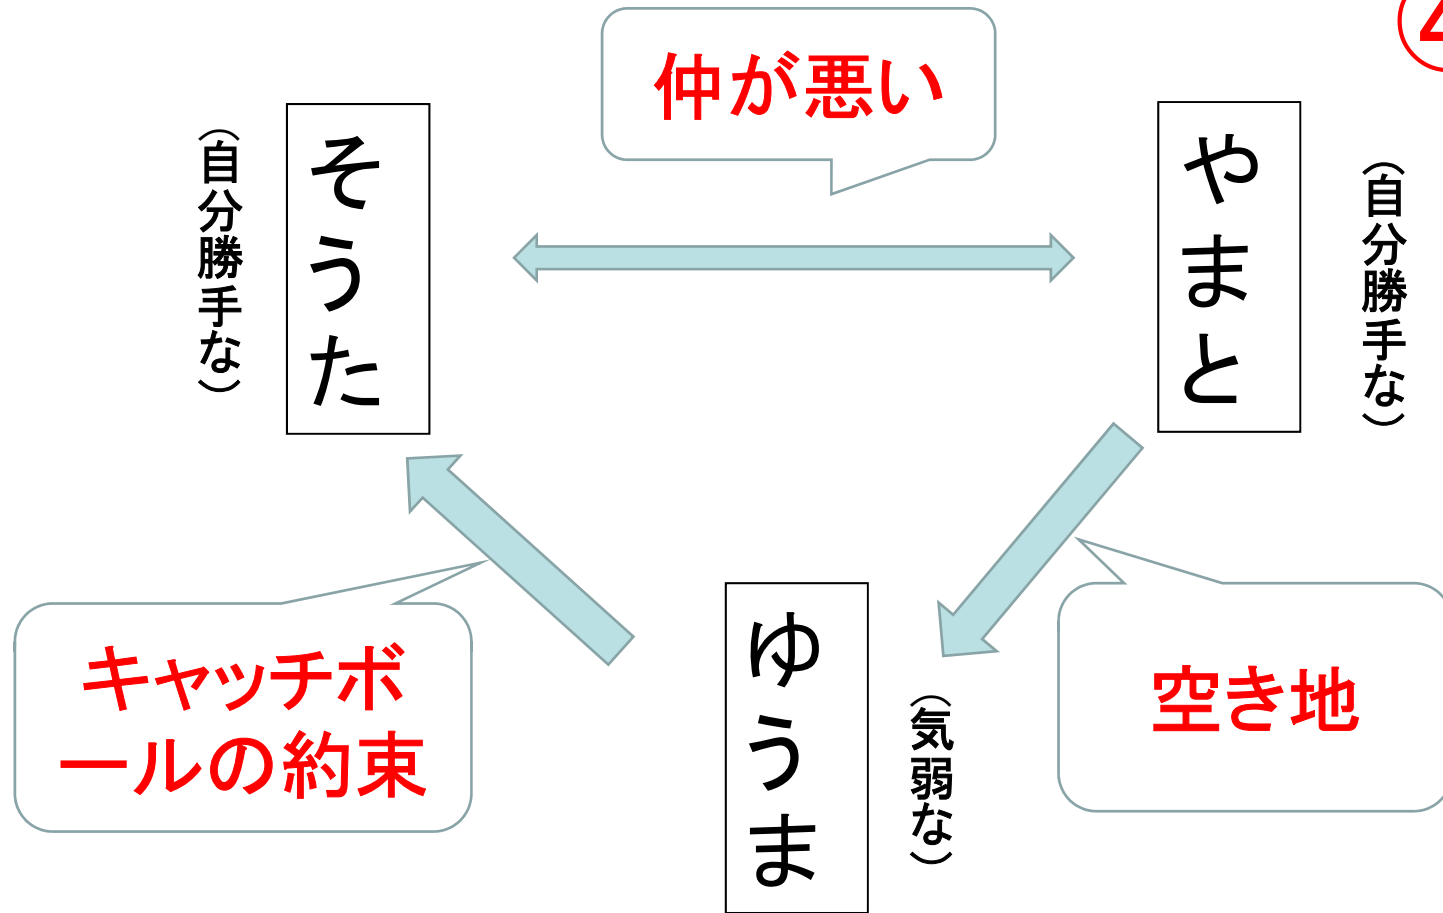 仲が悪い
やまと
（自分勝手な）
そうた
（自分勝手な）
空き地
ゆうま
（気弱な）
キャッチボ
ールの約束